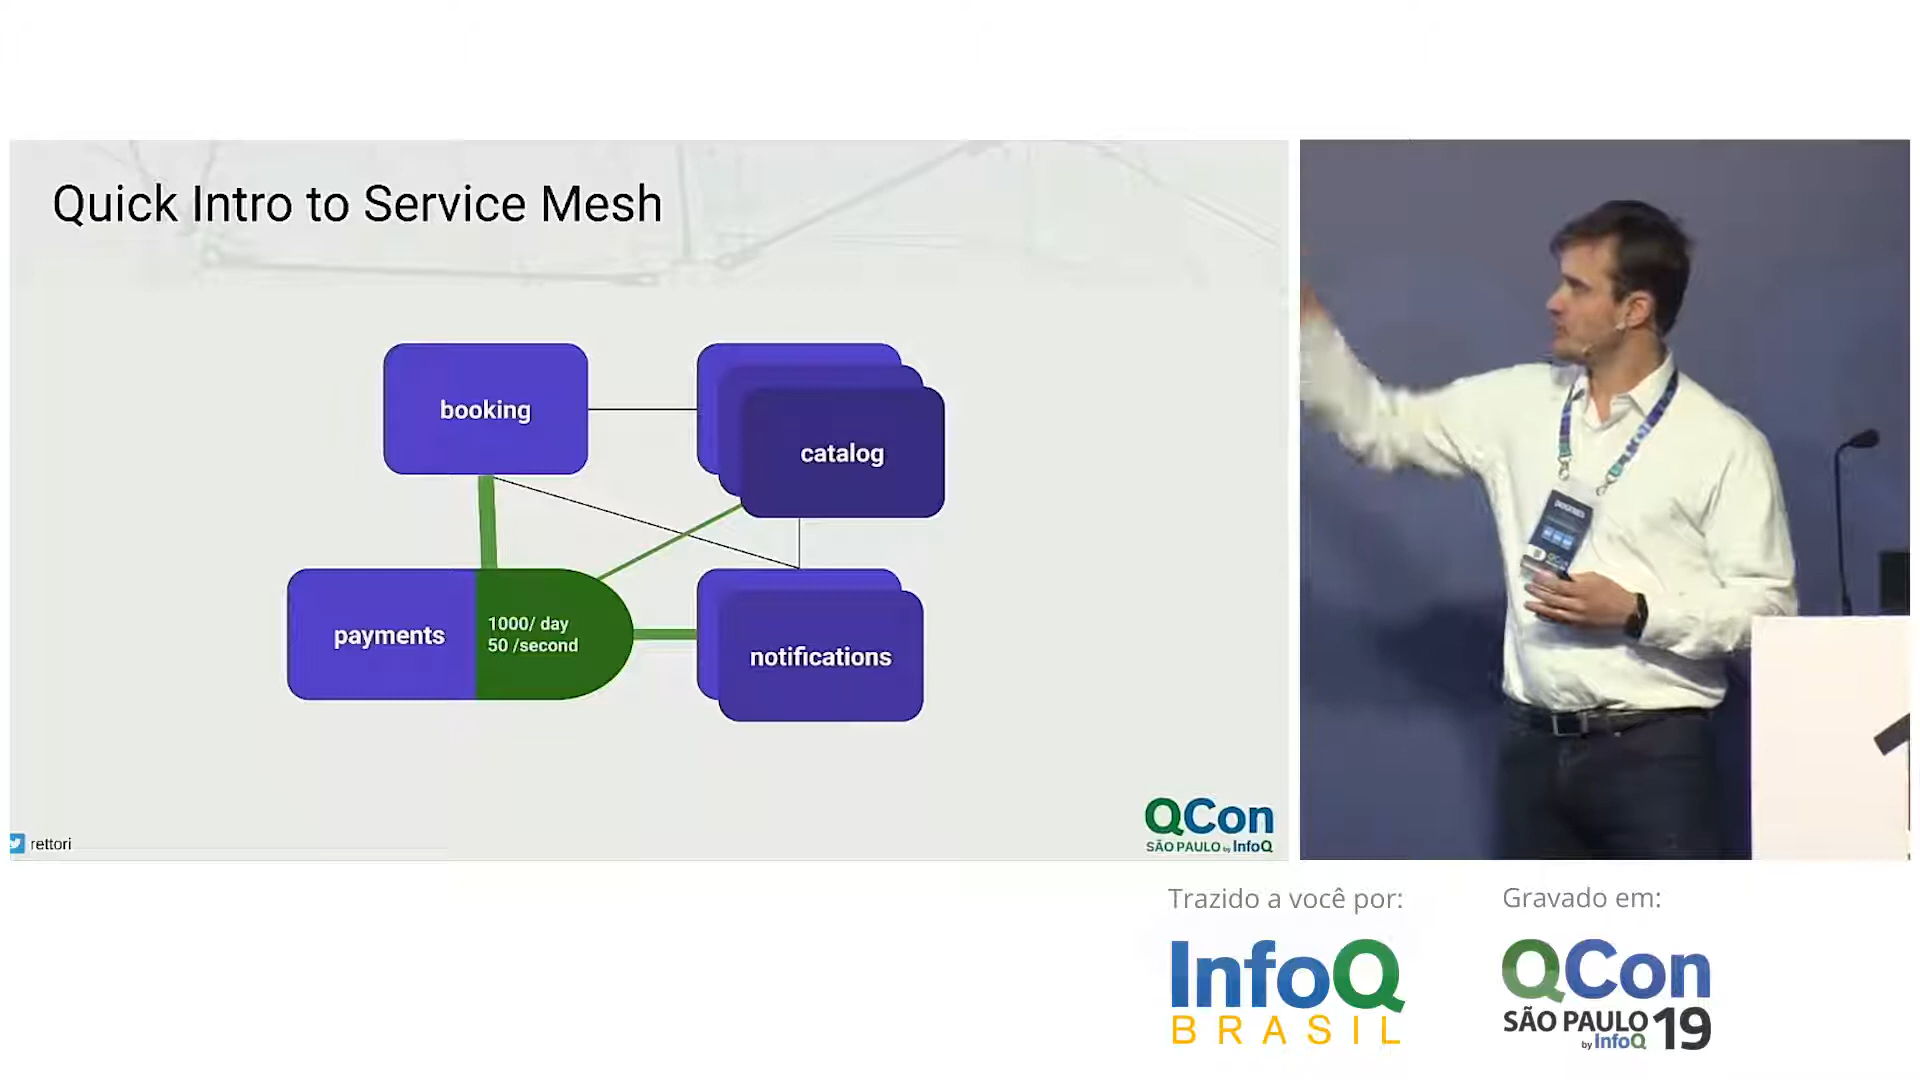 Quick Intro to Service Mesh
booking
catalog
payments
1000/ day
50 /second
notifications
rettori
QCon
SÃO PAULO by InfoQ
Trazido a você por:
InfoQ
BRASIL
Gravado em:
QCon
SÃO PAULO 19
by InfoQ